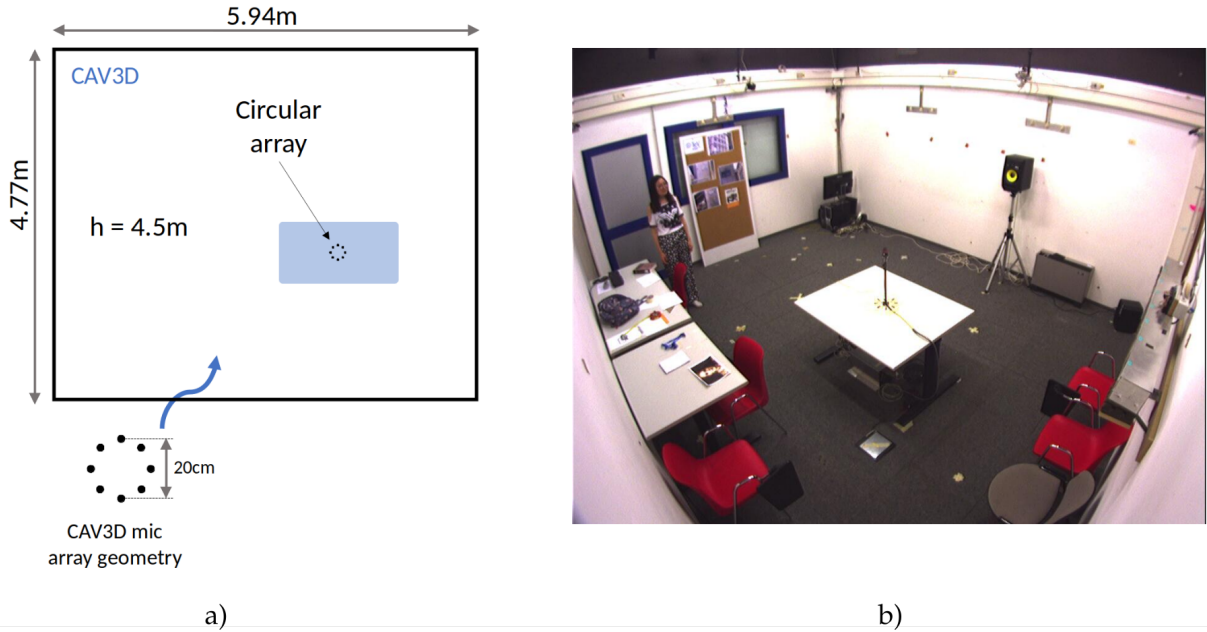 5.94m
CAV3D
Circular
array
4.77m
h = 4.5m
20cm
CAV3D mic
array geometry
a)
b)